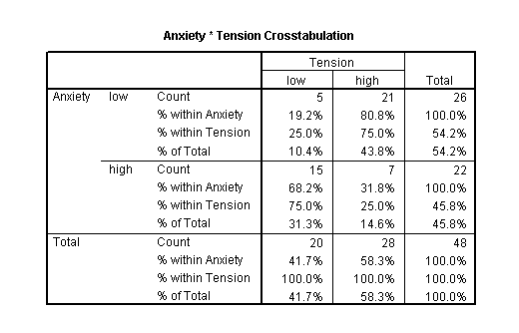 Anxiety * Tension Crosstabulation
Tension
low high Total
Anxiety low Count 5 21 26
% within Anxiety 19.2% 80.8% 100.0%
% within Tension 25.0% 75.0% 54.2%
% of Total 10.4% 43.8% 54.2%
high Count 15 7 22
% within Anxiety 68.2% 31.8% 100.0%
% within Tension 75.0% 25.0% 45.8%
% of Total 31.3% 14.6% 45.8%
Total Count 20 28 48
% within Anxiety 41.7% 58.3% 100.0%
% within Tension 100.0% 100.0% 100.0%
% of Total 41.7% 58.3% 100.0%